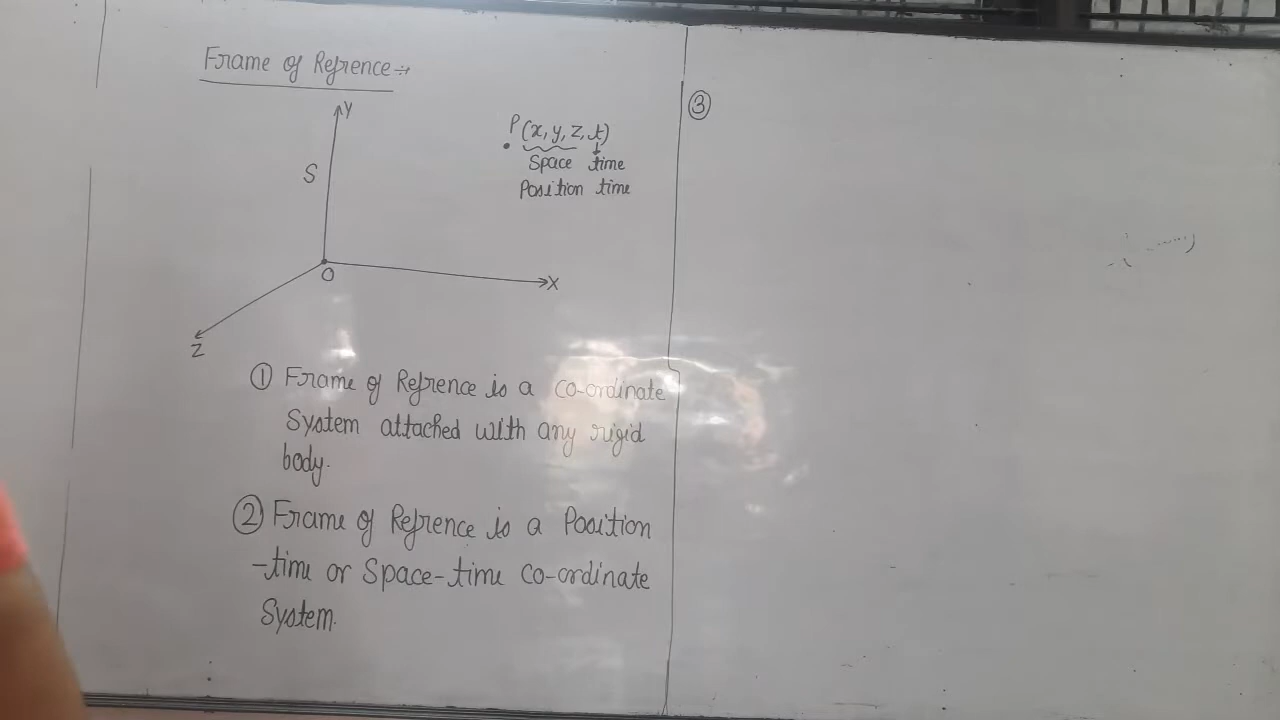 Frame of Refrence :-
Y
S
P(x, y, z, t)
Space time
Position time
O
X
Z
① Frame of Refrence is a co-ordinate
System attached with any rigid
body.
② Frame of Refrence is a Position
-time or Space-time co-ordinate
System.
③